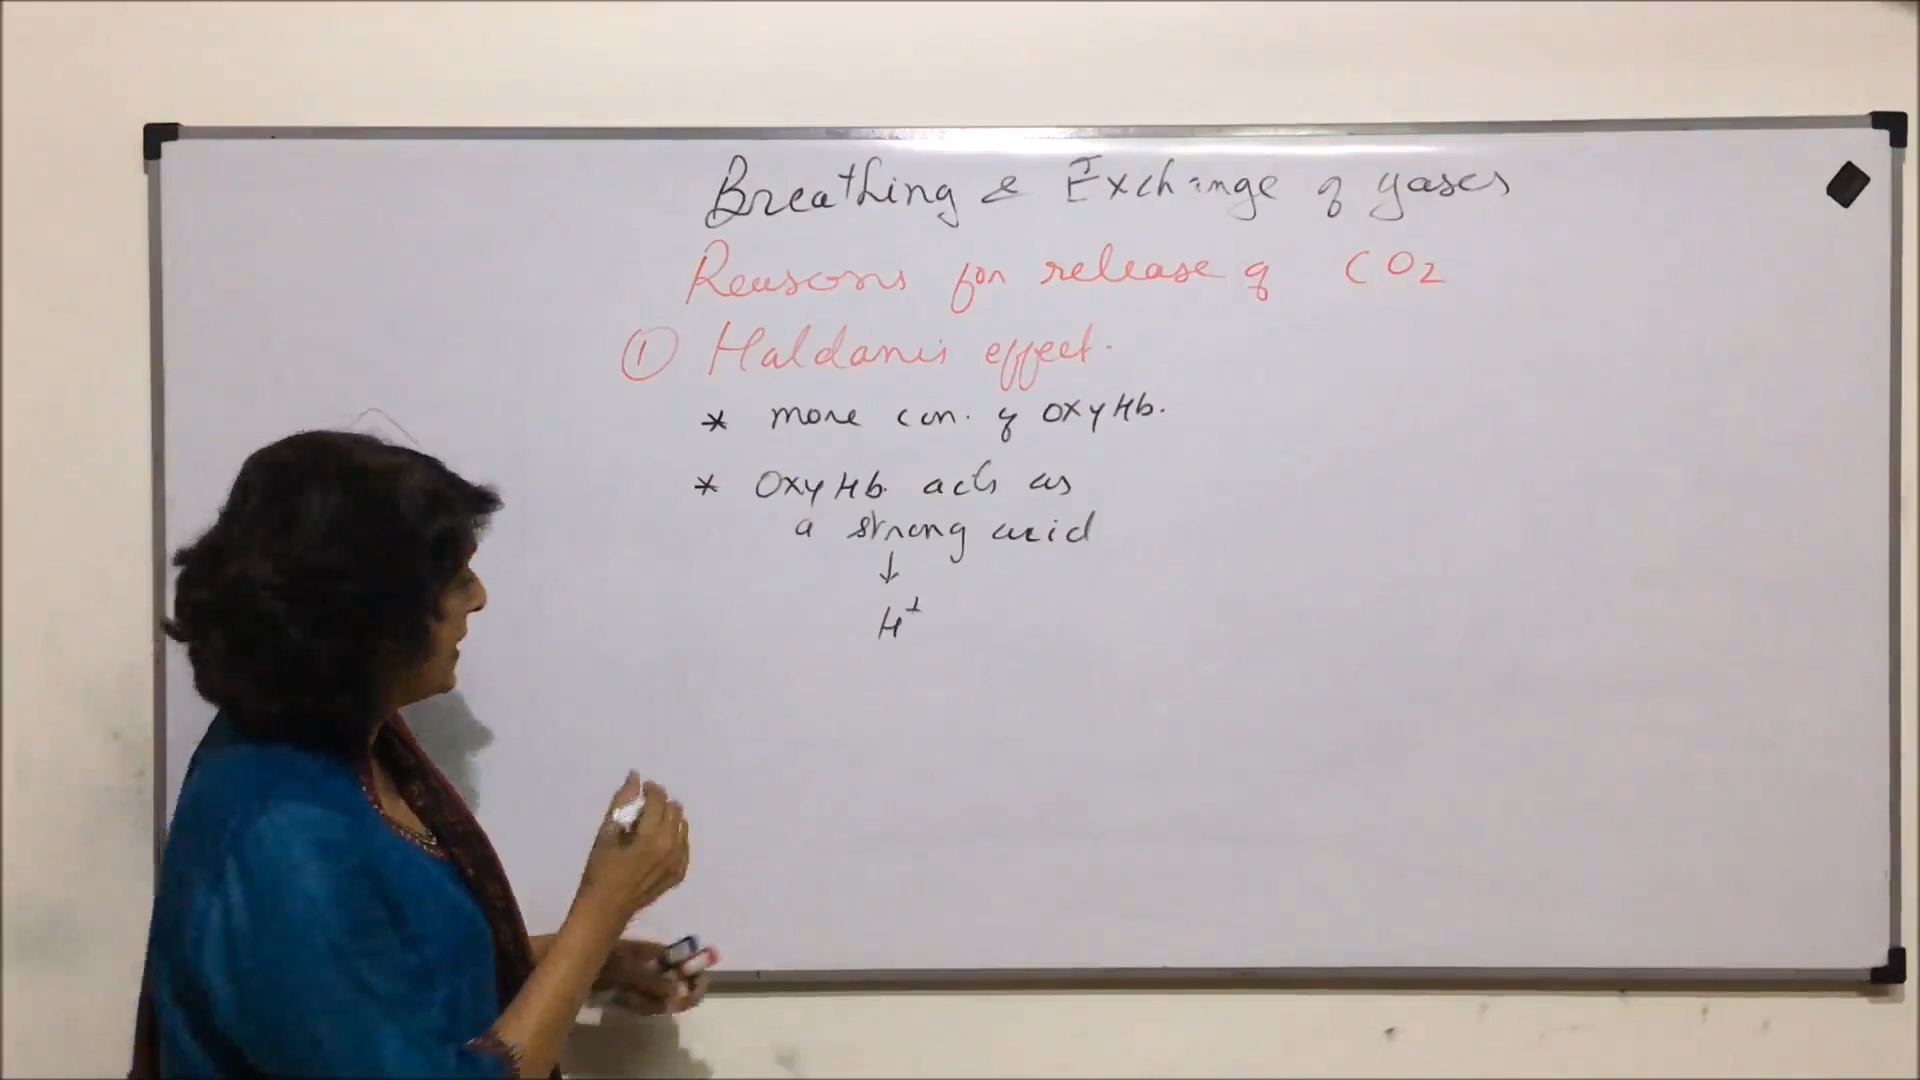 Breathing & Exchange of gases
Reasons for release of CO2
① Haldane's effect.
* more con. of oxyHb.
* OxyHb. acts as
a strong acid
↓
H+